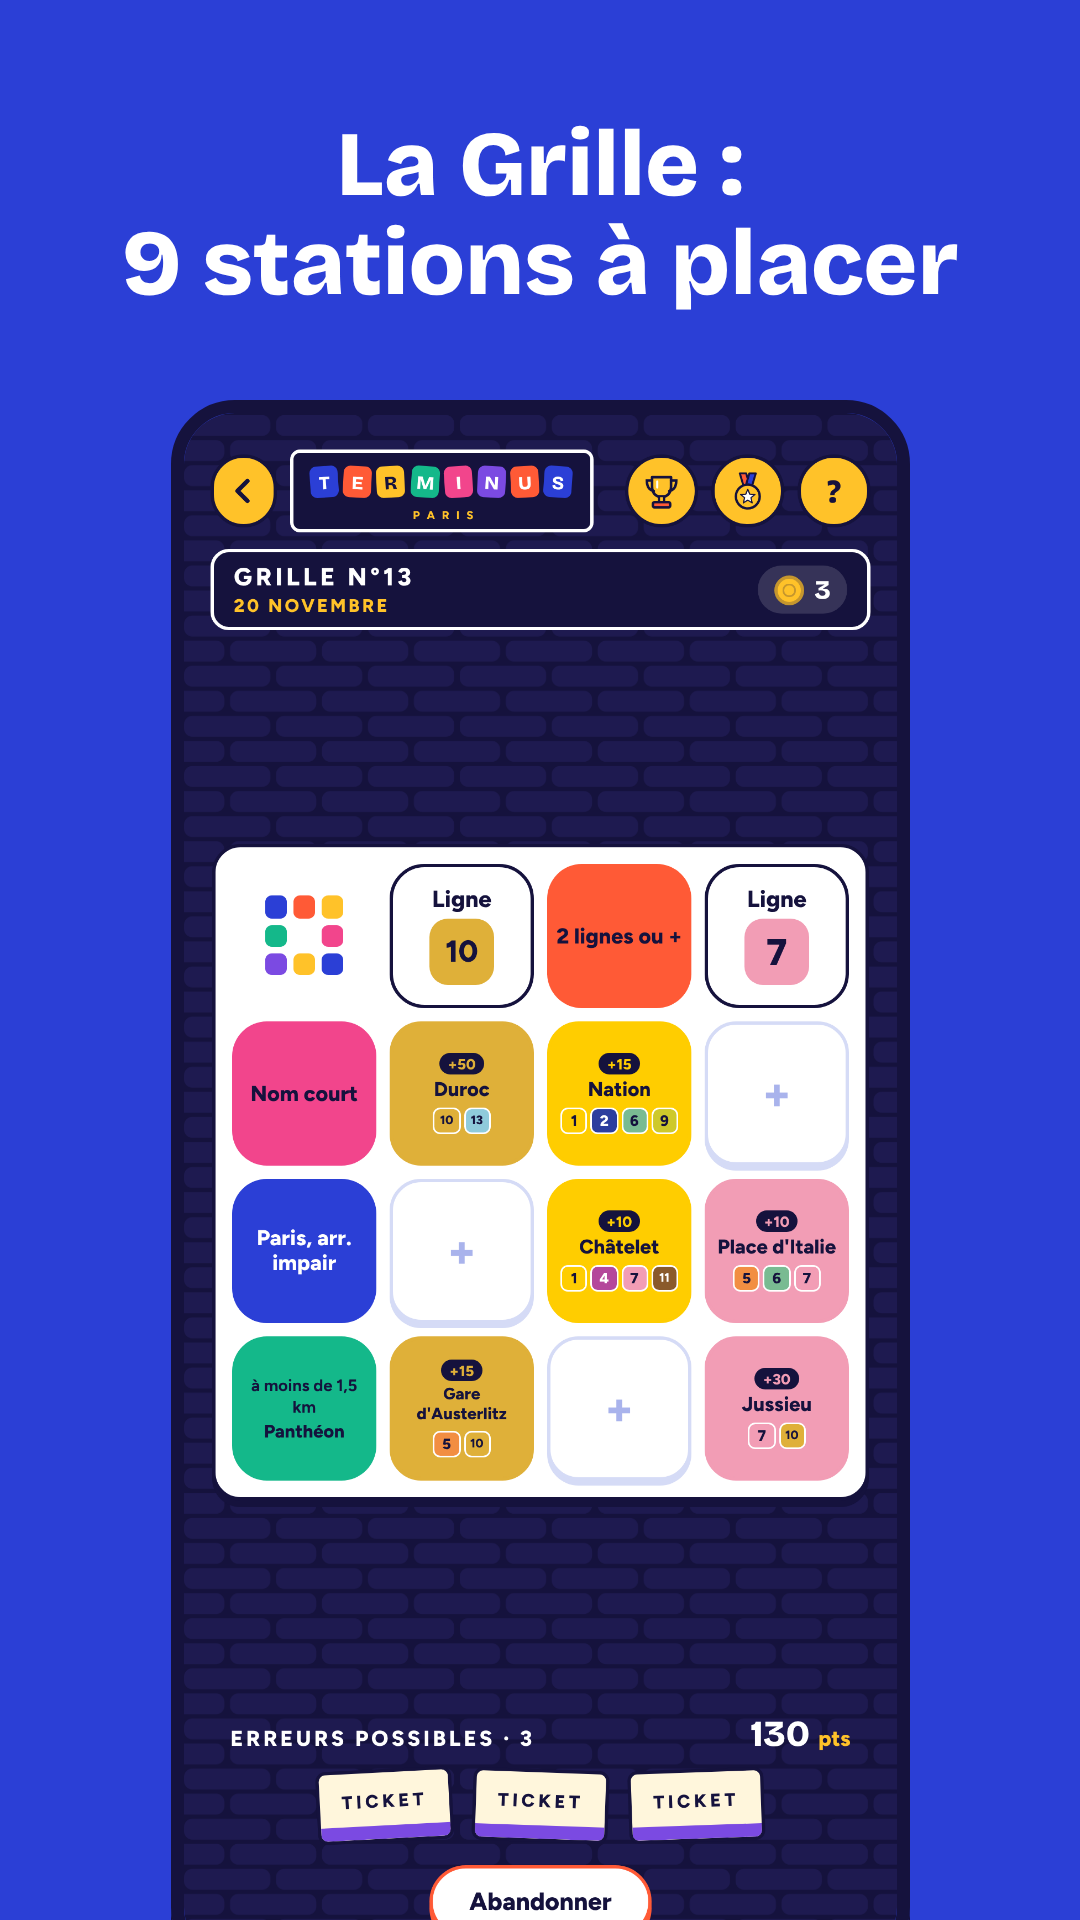 La Grille :
9 stations à placer
TERMINUS
PARIS
?
GRILLE N°13
20 NOVEMBRE
3
Ligne
10
2 lignes ou +
Ligne
7
Nom court
+50
Duroc
10 13
+15
Nation
1 2 6 9
+
Paris, arr.
impair
+
+10
Châtelet
1 4 7 11
+10
Place d'Italie
5 6 7
à moins de 1,5
km
Panthéon
+15
Gare
d'Austerlitz
5 10
+
+30
Jussieu
7 10
ERREURS POSSIBLES · 3
130 pts
TICKET
TICKET
TICKET
Abandonner